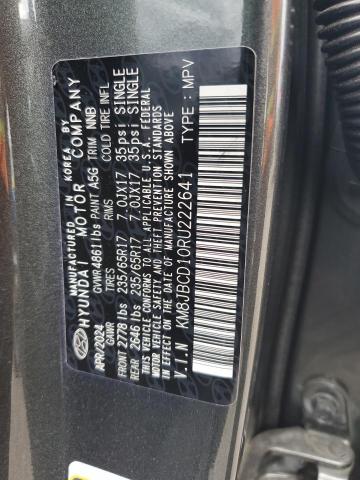 MANUFACTURED IN KOREA BY
HYUNDAI MOTOR COMPANY
APR/2024 GVWR 4861 lbs PAINT A5G TRIM NNB
GAWR RIMS COLD TIRE INFL
FRONT 2778 lbs 235/65R17 7.0JX17 35psi SINGLE
REAR 2646 lbs 235/65R17 7.0JX17 35psi SINGLE
THIS VEHICLE CONFORMS TO ALL APPLICABLE U.S.A. FEDERAL
MOTOR VEHICLE SAFETY AND THEFT PREVENTION STANDARDS
IN EFFECT ON THE DATE OF MANUFACTURE SHOWN ABOVE.
V.I.N KM8JBCD10RU222641 TYPE : MPV